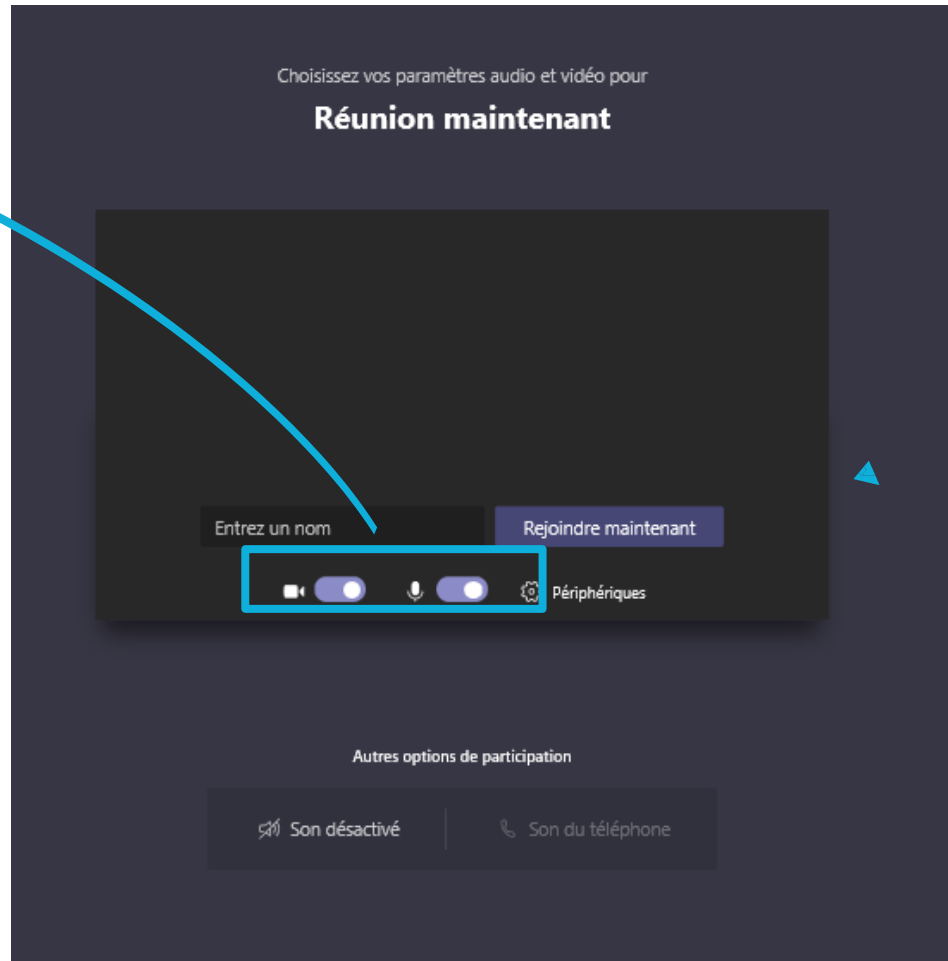 Choisissez vos paramètres audio et vidéo pour
Réunion maintenant
Entrez un nom
Rejoindre maintenant
Périphériques
Autres options de participation
Son désactivé
Son du téléphone